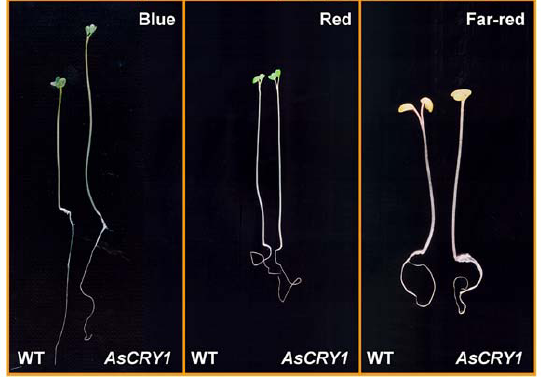 Blue
Red
Far-red
WT AsCRY1
WT AsCRY1
WT AsCRY1